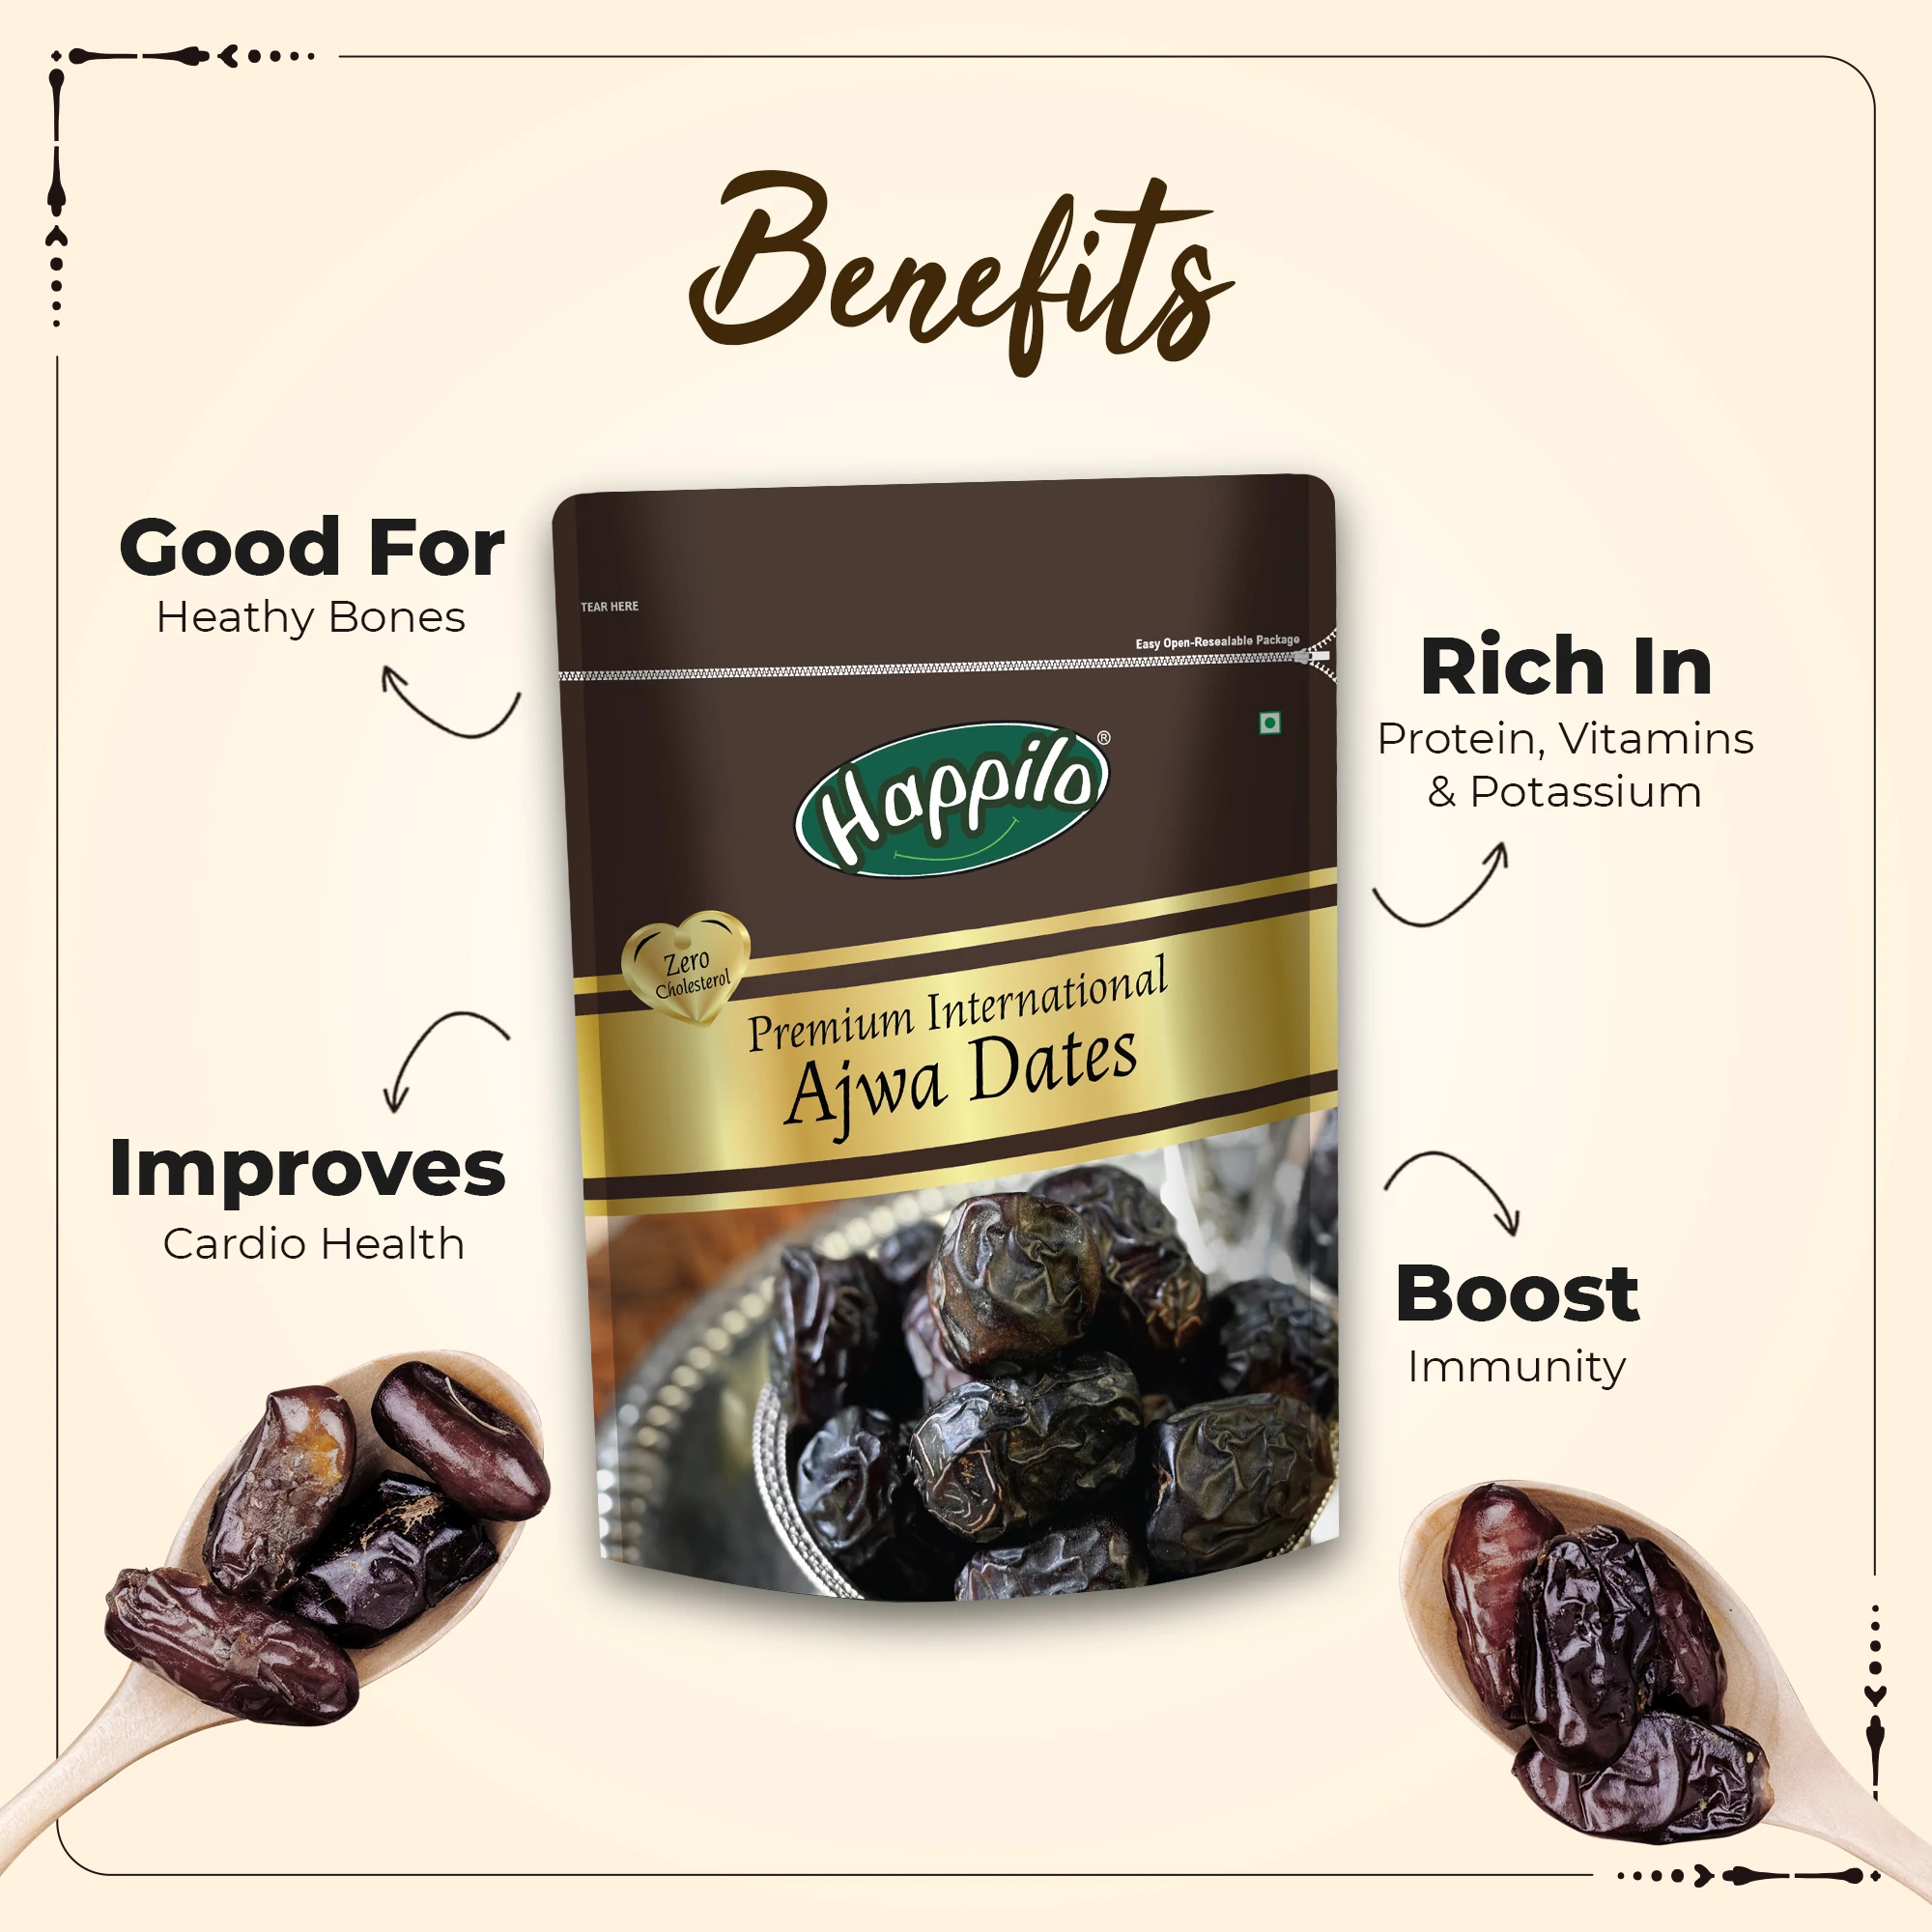 Benefits
Good For
Heathy Bones
Rich In
Protein, Vitamins
& Potassium
Improves
Cardio Health
Boost
Immunity
TEAR HERE
Easy Open-Resealable Package
Happilo®
Zero
Cholesterol
Premium International
Ajwa Dates